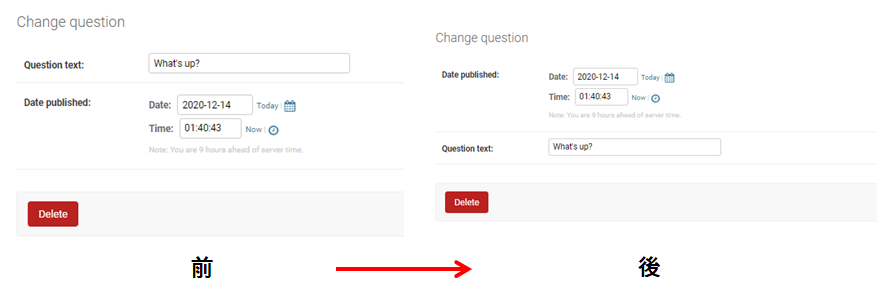 Change question
Question text: What's up?
Date published: Date: 2020-12-14 Today
Time: 01:40:43 Now
Note: You are 9 hours ahead of server time.
Delete
前
Change question
Date published: Date: 2020-12-14 Today
Time: 01:40:43 Now
Note: You are 9 hours ahead of server time.
Question text: What's up?
Delete
後